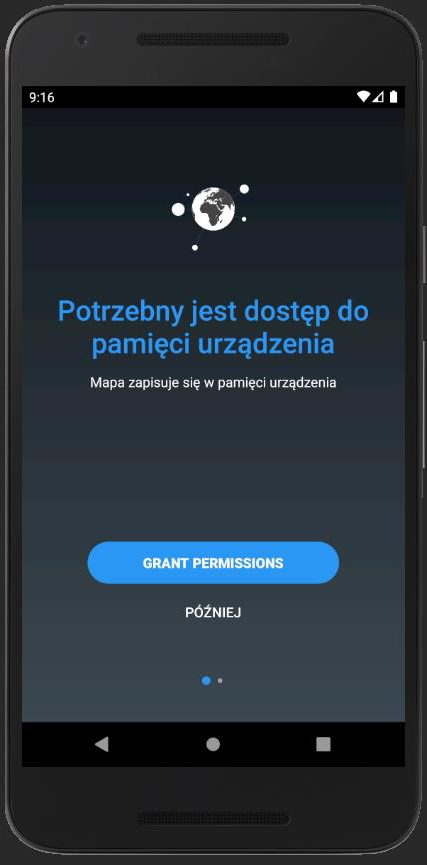 9:16
Potrzebny jest dostęp do
pamięci urządzenia
Mapa zapisuje się w pamięci urządzenia
GRANT PERMISSIONS
PÓŹNIEJ